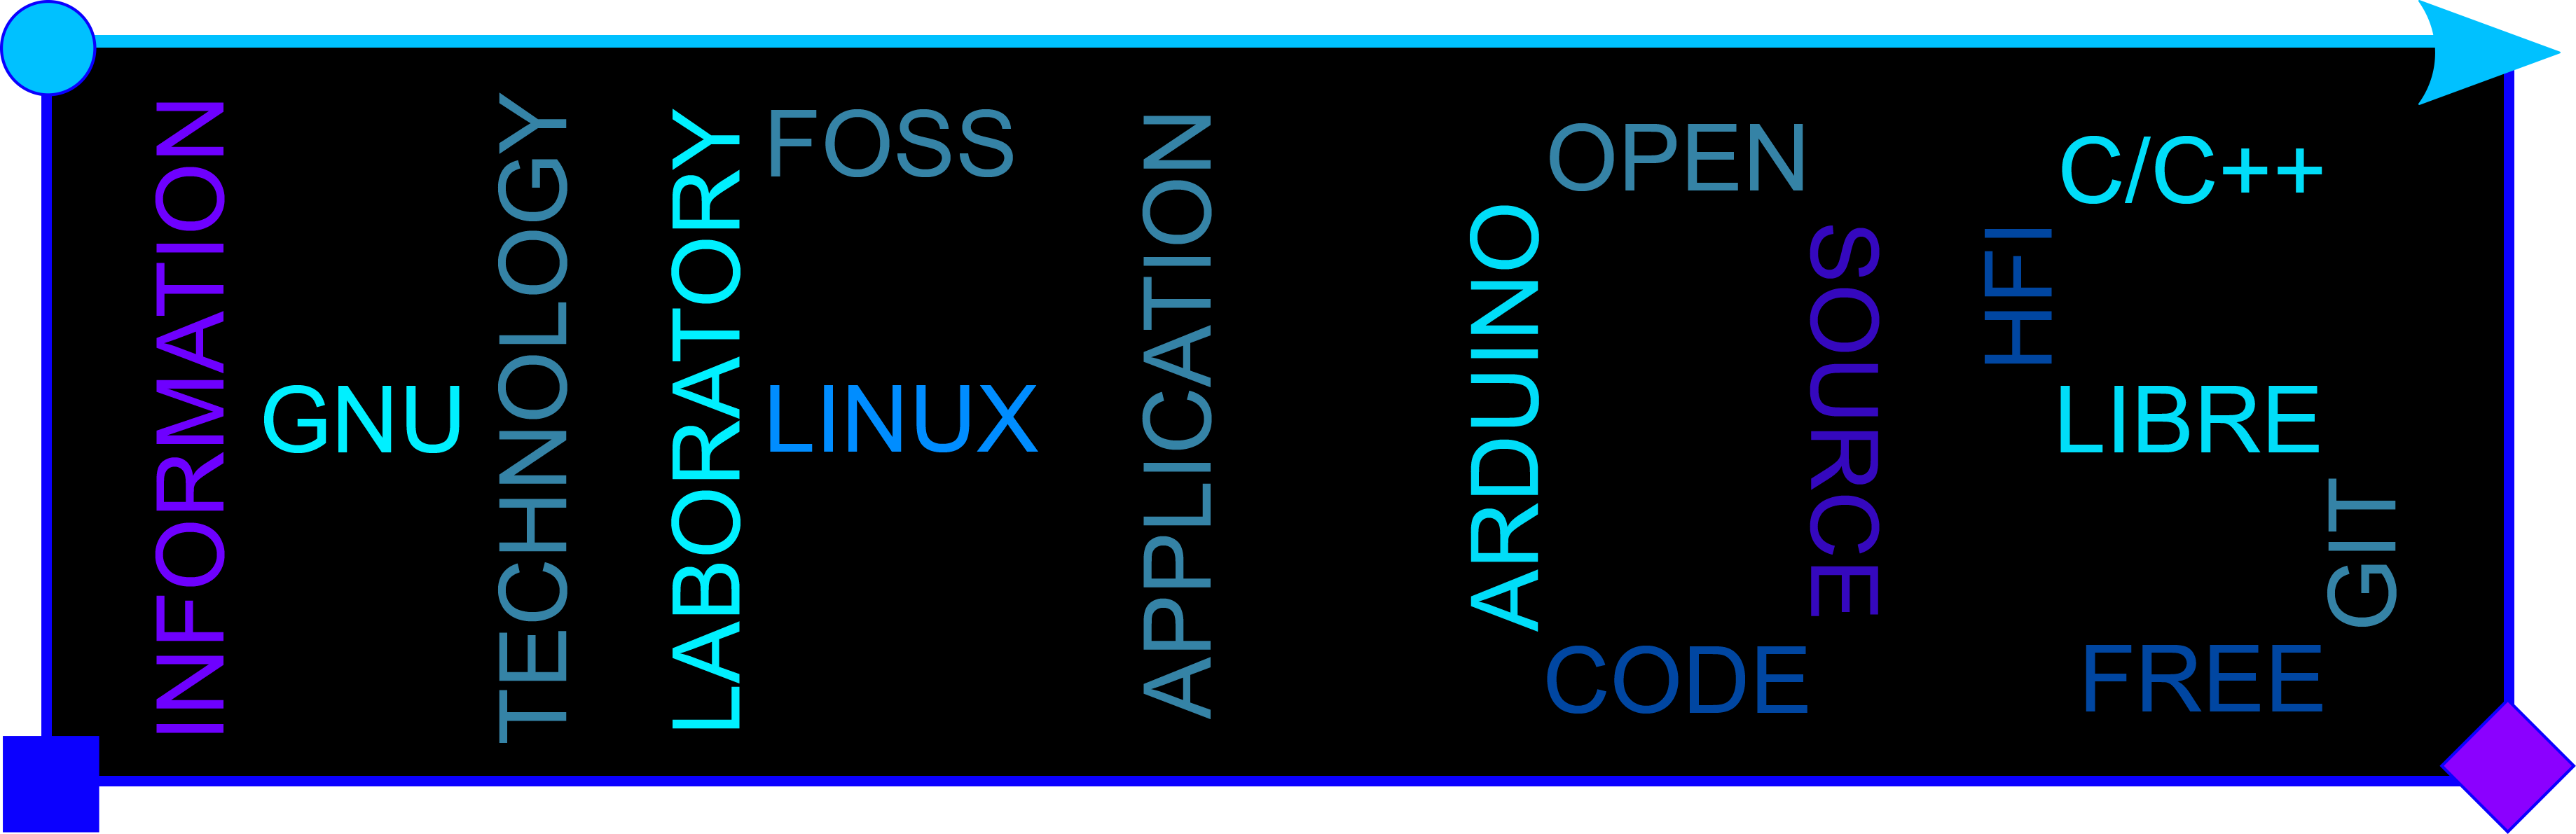 INFORMATION
GNU
TECHNOLOGY
LABORATORY
FOSS
LINUX
APPLICATION
ARDUINO
OPEN
SOURCE
CODE
HFI
C/C++
LIBRE
GIT
FREE